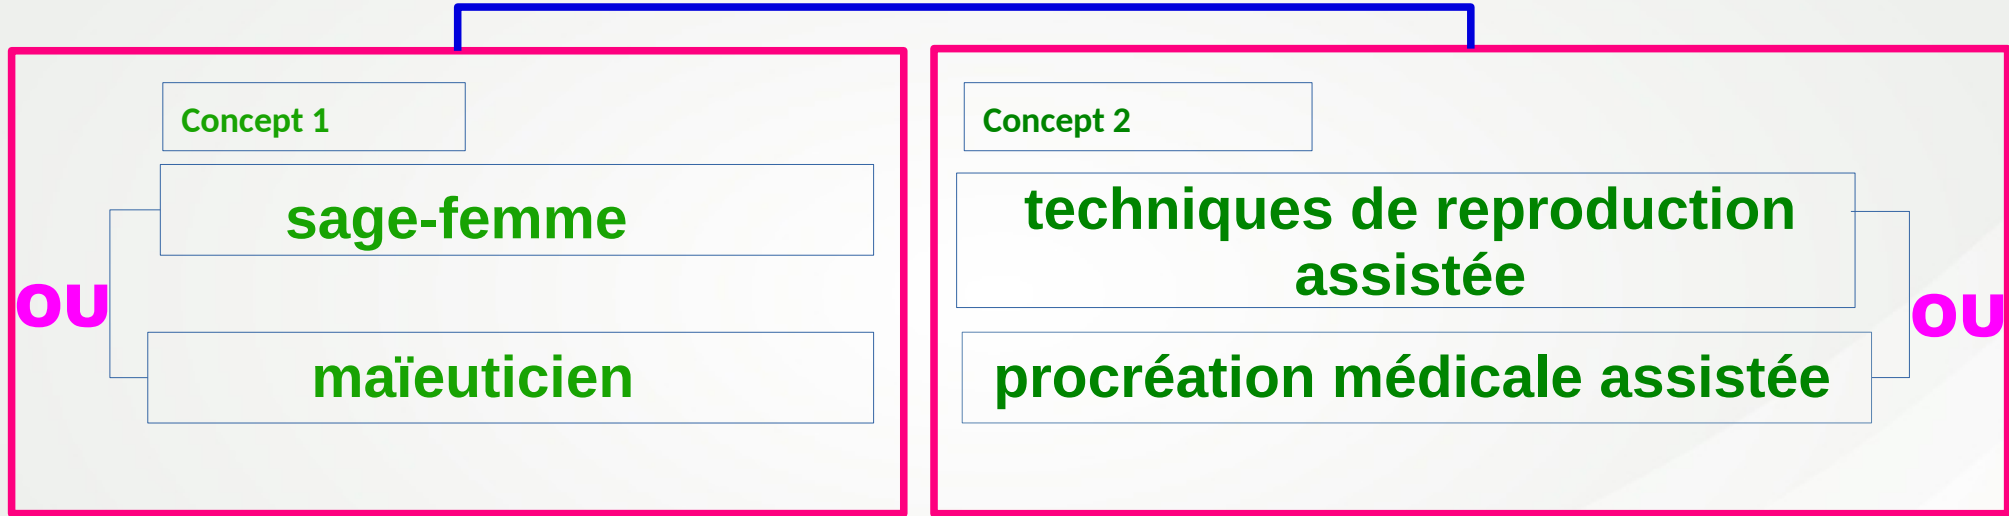 Concept 1
sage-femme
ou
maïeuticien
Concept 2
techniques de reproduction
assistée
ou
procréation médicale assistée